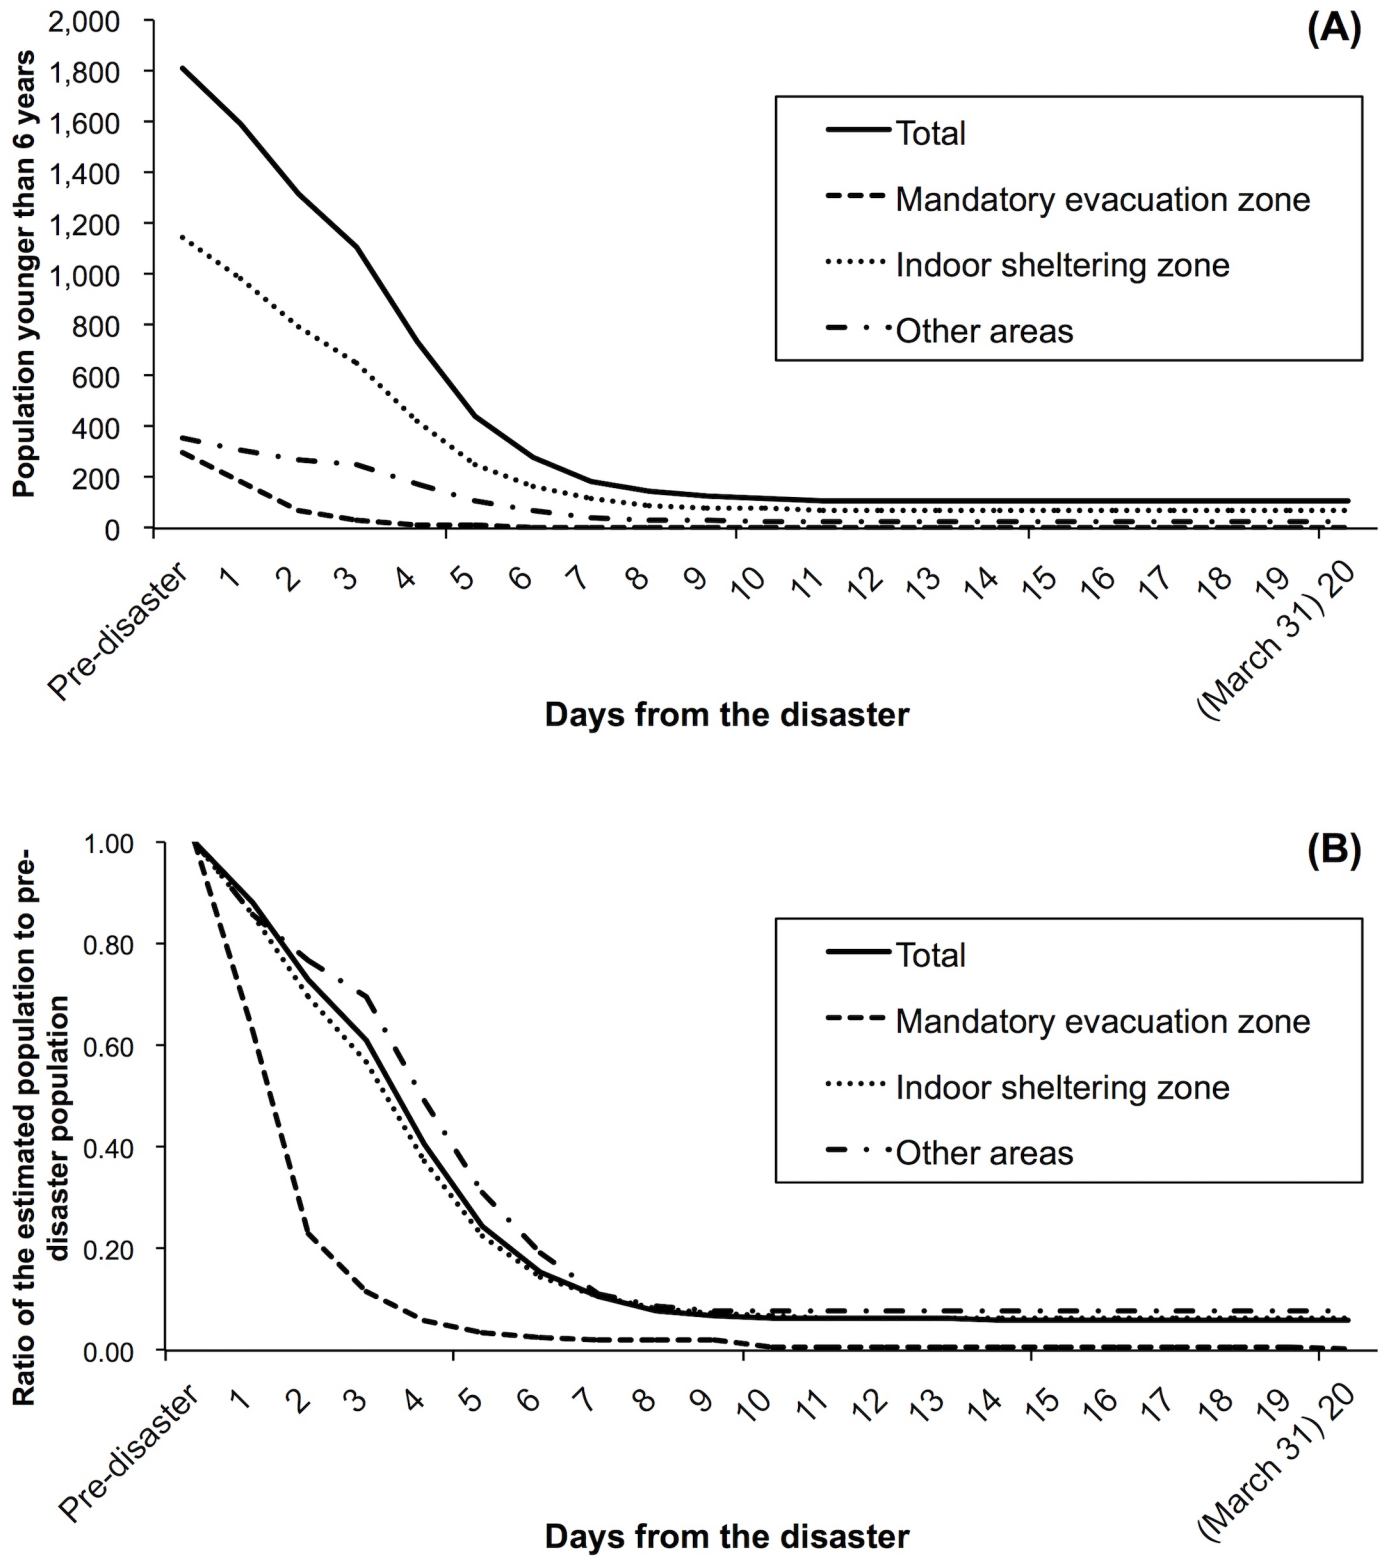 (A)
Population younger than 6 years
2,000
1,800
1,600
1,400
1,200
1,000
800
600
400
200
0
Total
Mandatory evacuation zone
Indoor sheltering zone
Other areas
Pre-disaster
1
2
3
4
5
6
7
8
9
10
11
12
13
14
15
16
17
18
19
(March 31) 20
Days from the disaster
(B)
Ratio of the estimated population to pre-
disaster population
1.00
0.80
0.60
0.40
0.20
0.00
Total
Mandatory evacuation zone
Indoor sheltering zone
Other areas
Pre-disaster
1
2
3
4
5
6
7
8
9
10
11
12
13
14
15
16
17
18
19
(March 31) 20
Days from the disaster